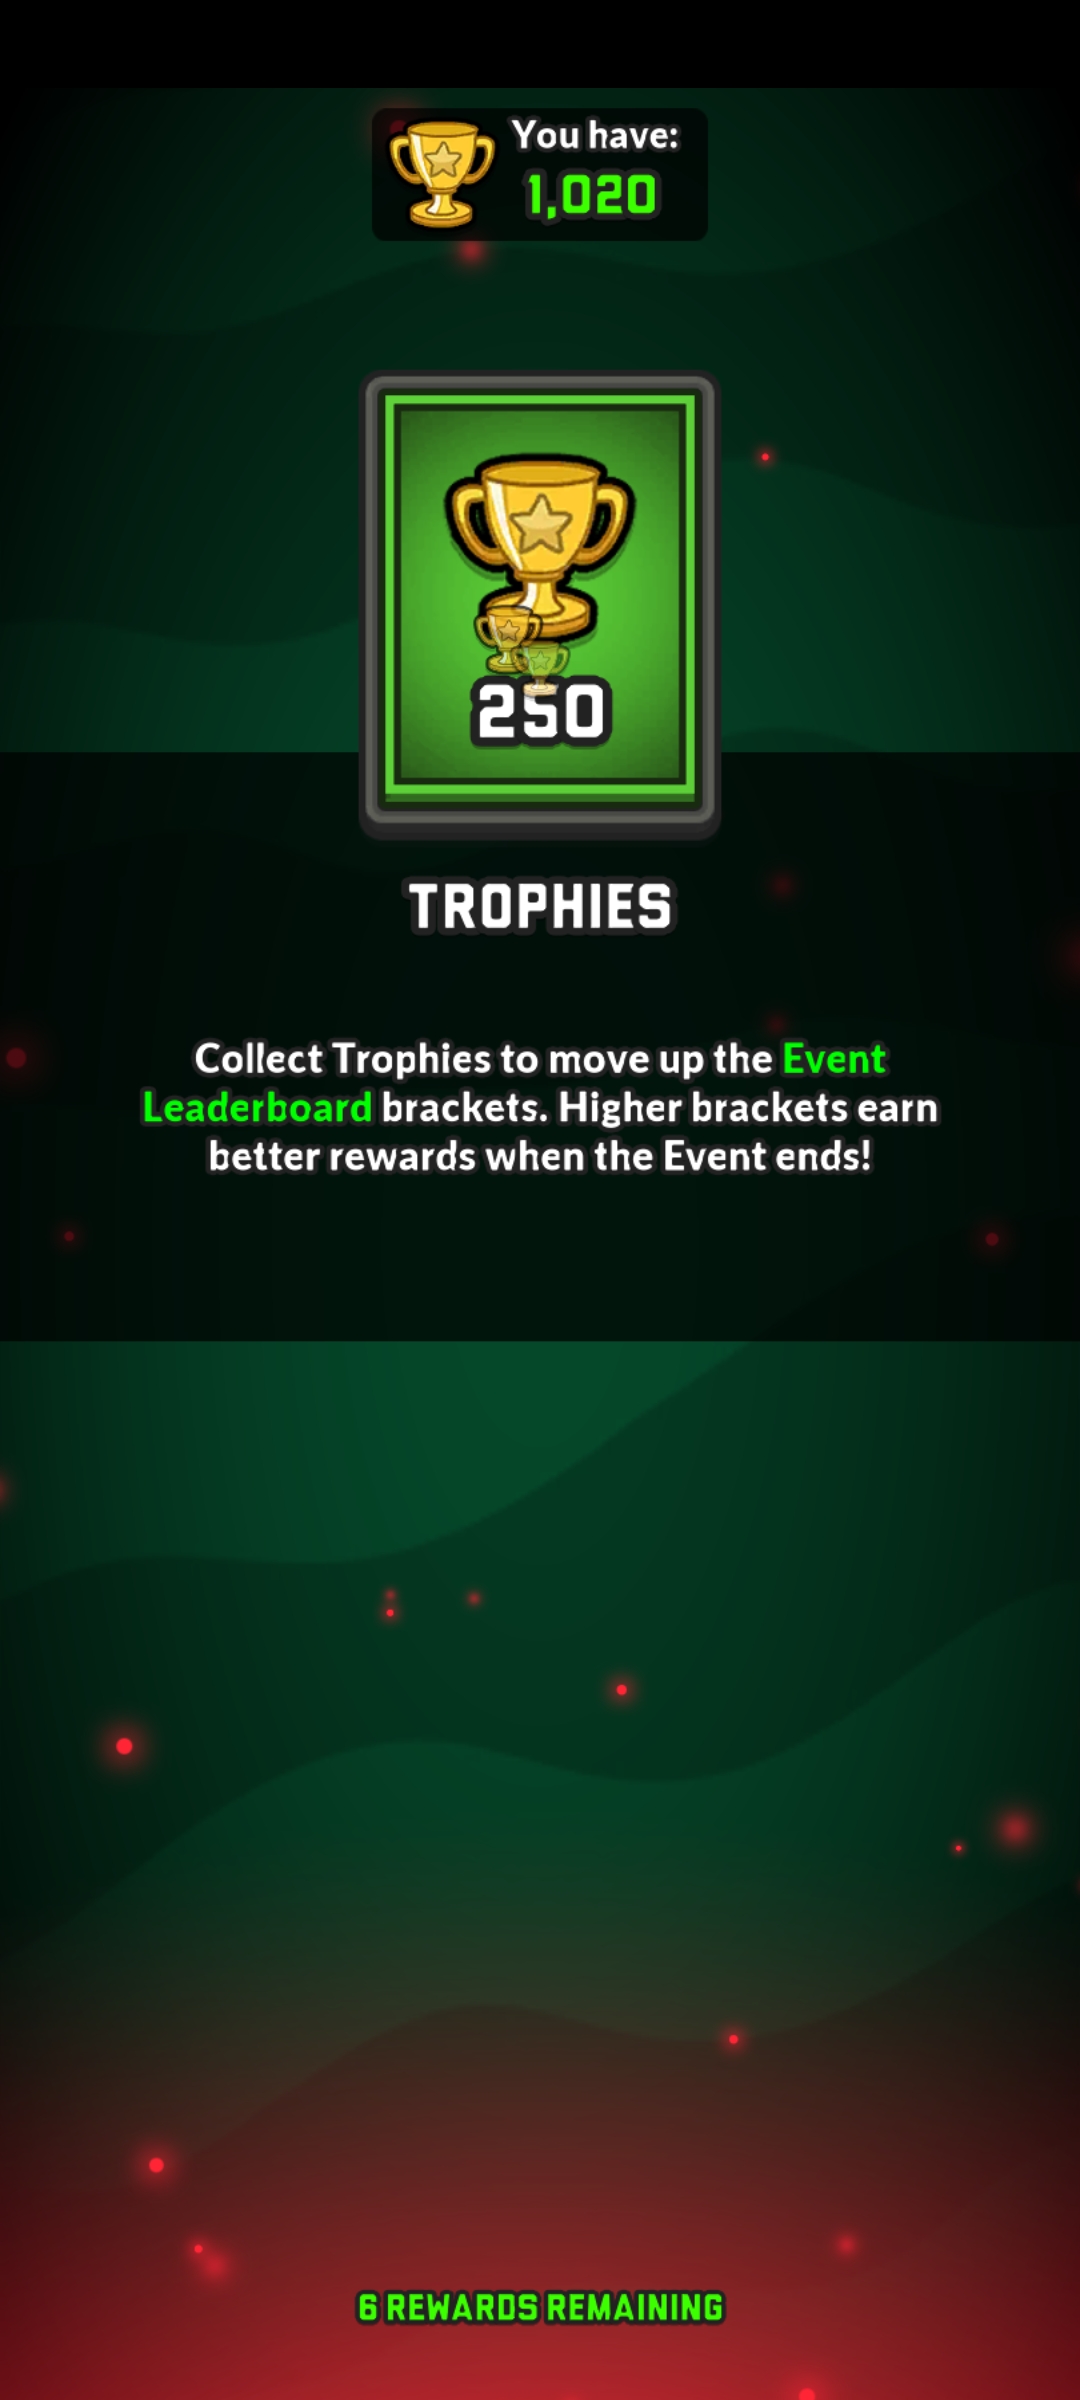 You have:
1,020
250
TROPHIES
Collect Trophies to move up the Event
Leaderboard brackets. Higher brackets earn
better rewards when the Event ends!
6 REWARDS REMAINING